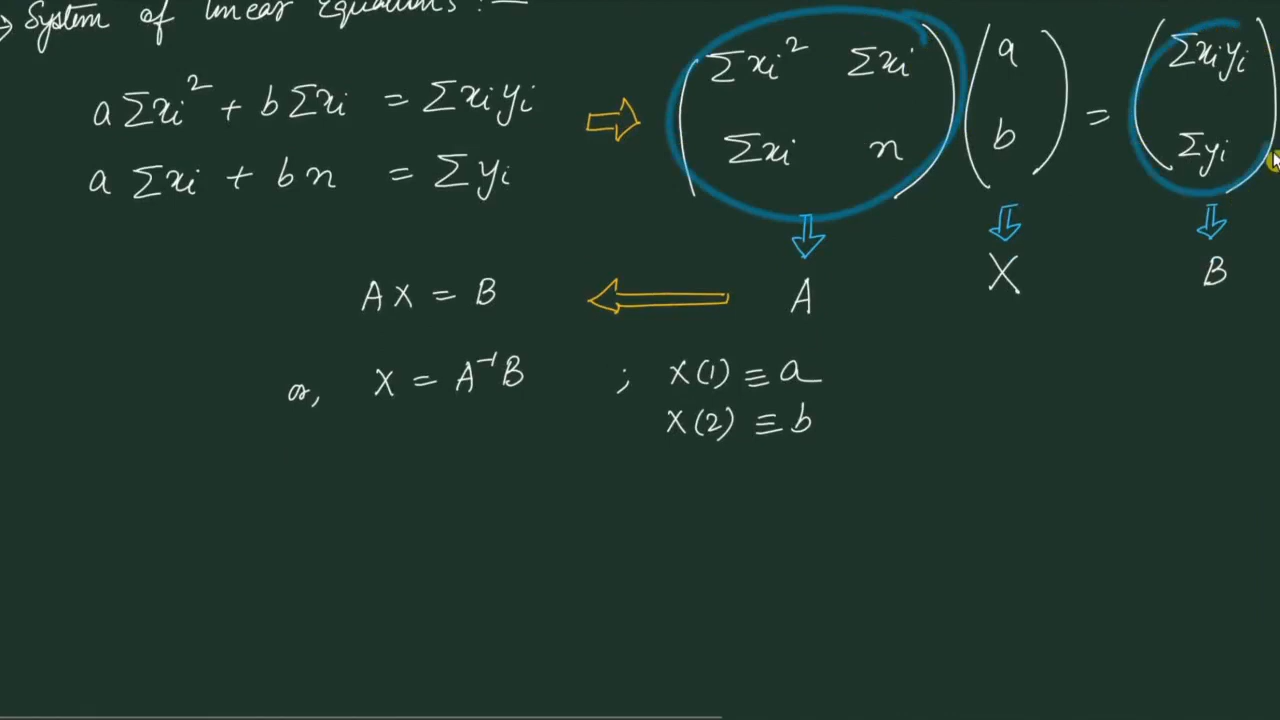 → System of linear Equations :—
a Σxi² + b Σxi = Σxiyi
a Σxi + bn = Σyi
⇒ ( Σxi² Σxi ) ( a ) = ( Σxiyi )
( Σxi n ) ( b ) ( Σyi )
⇓ ⇓ ⇓
A X B
AX = B ⇐
or, X = A⁻¹B ; X(1) ≡ a
X(2) ≡ b